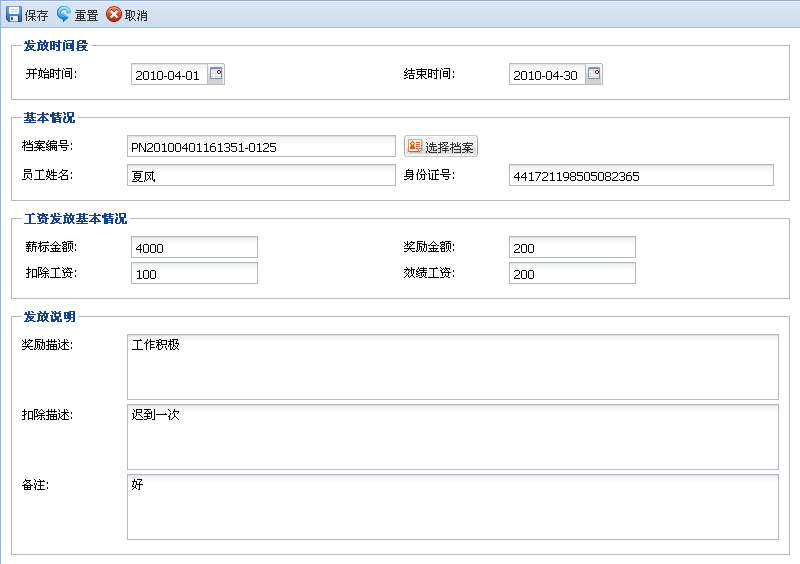 保存 重置 取消
发放时间段
开始时间: 2010-04-01 结束时间: 2010-04-30
基本情况
档案编号: PN20100401161351-0125 选择档案
员工姓名: 夏风 身份证号: 441721198505082365
工资发放基本情况
薪标金额: 4000 奖励金额: 200
扣除工资: 100 效绩工资: 200
发放说明
奖励描述: 工作积极
扣除描述: 迟到一次
备注: 好